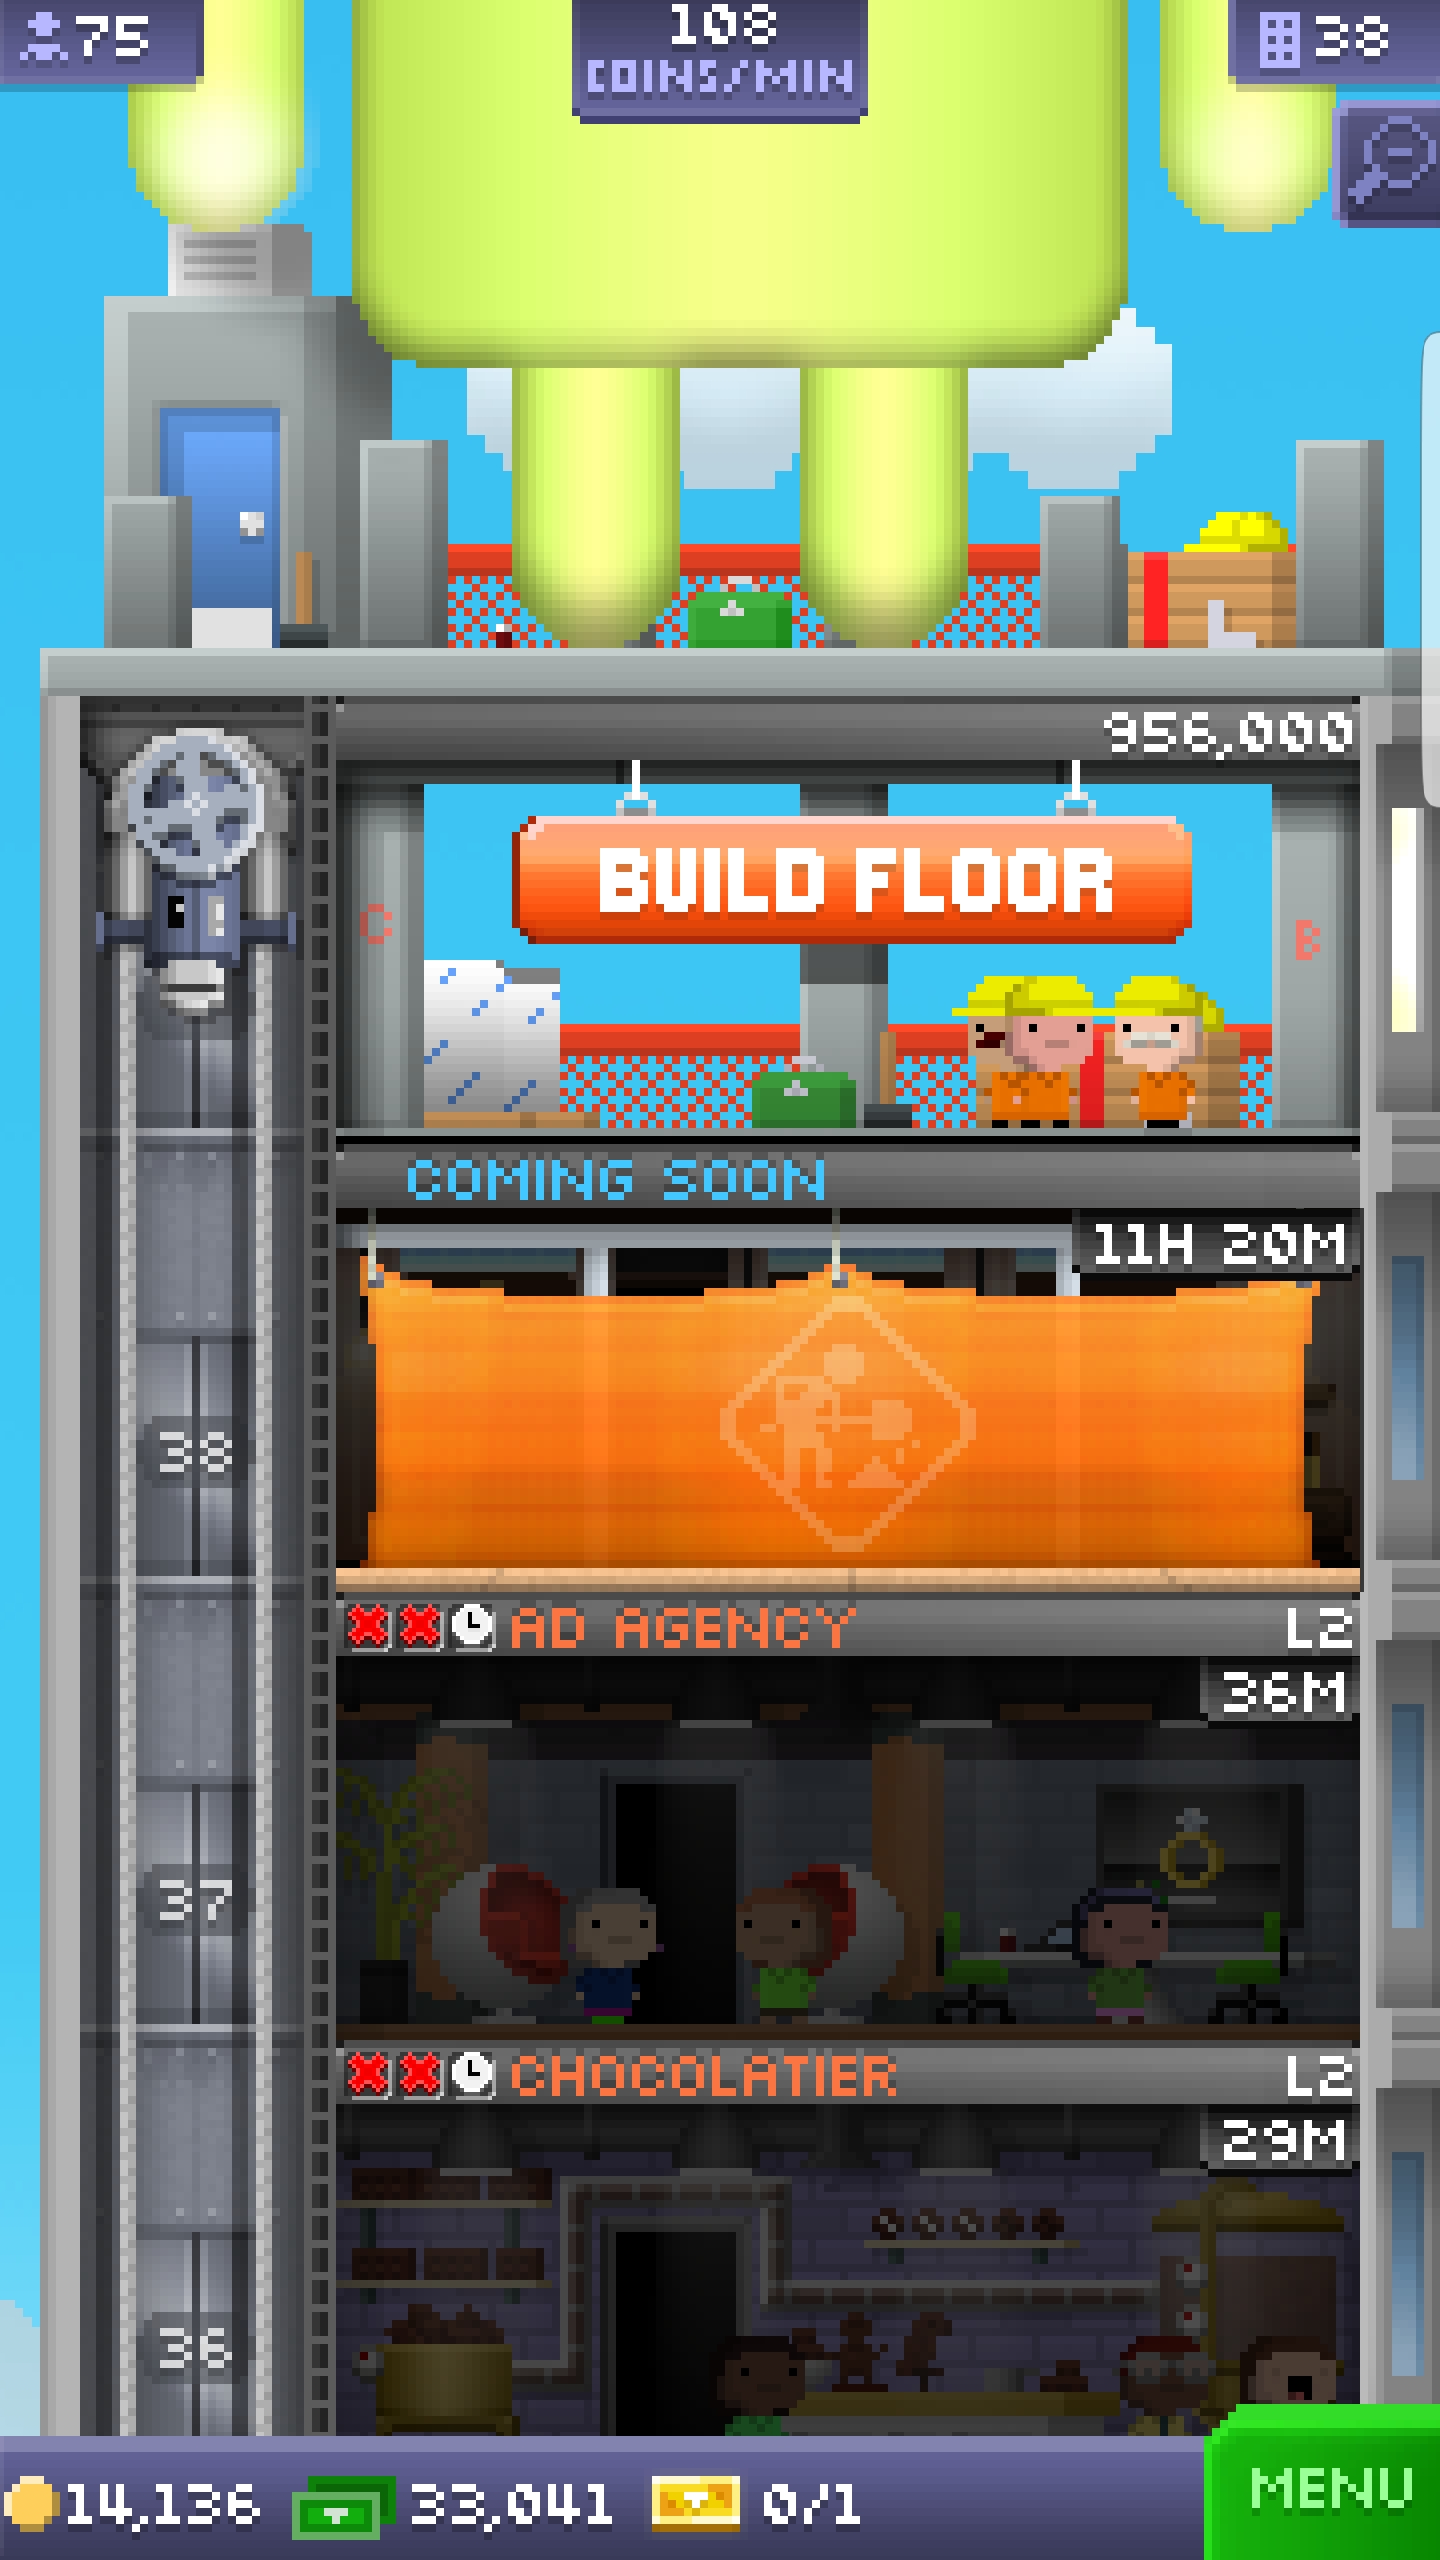 75
108
COINS/MIN
38
956,000
C
BUILD FLOOR
B
COMING SOON
11H 20M
38
AD AGENCY
L2
36M
37
CHOCOLATIER
L2
29M
36
14,136
33,041
0/1
MENU